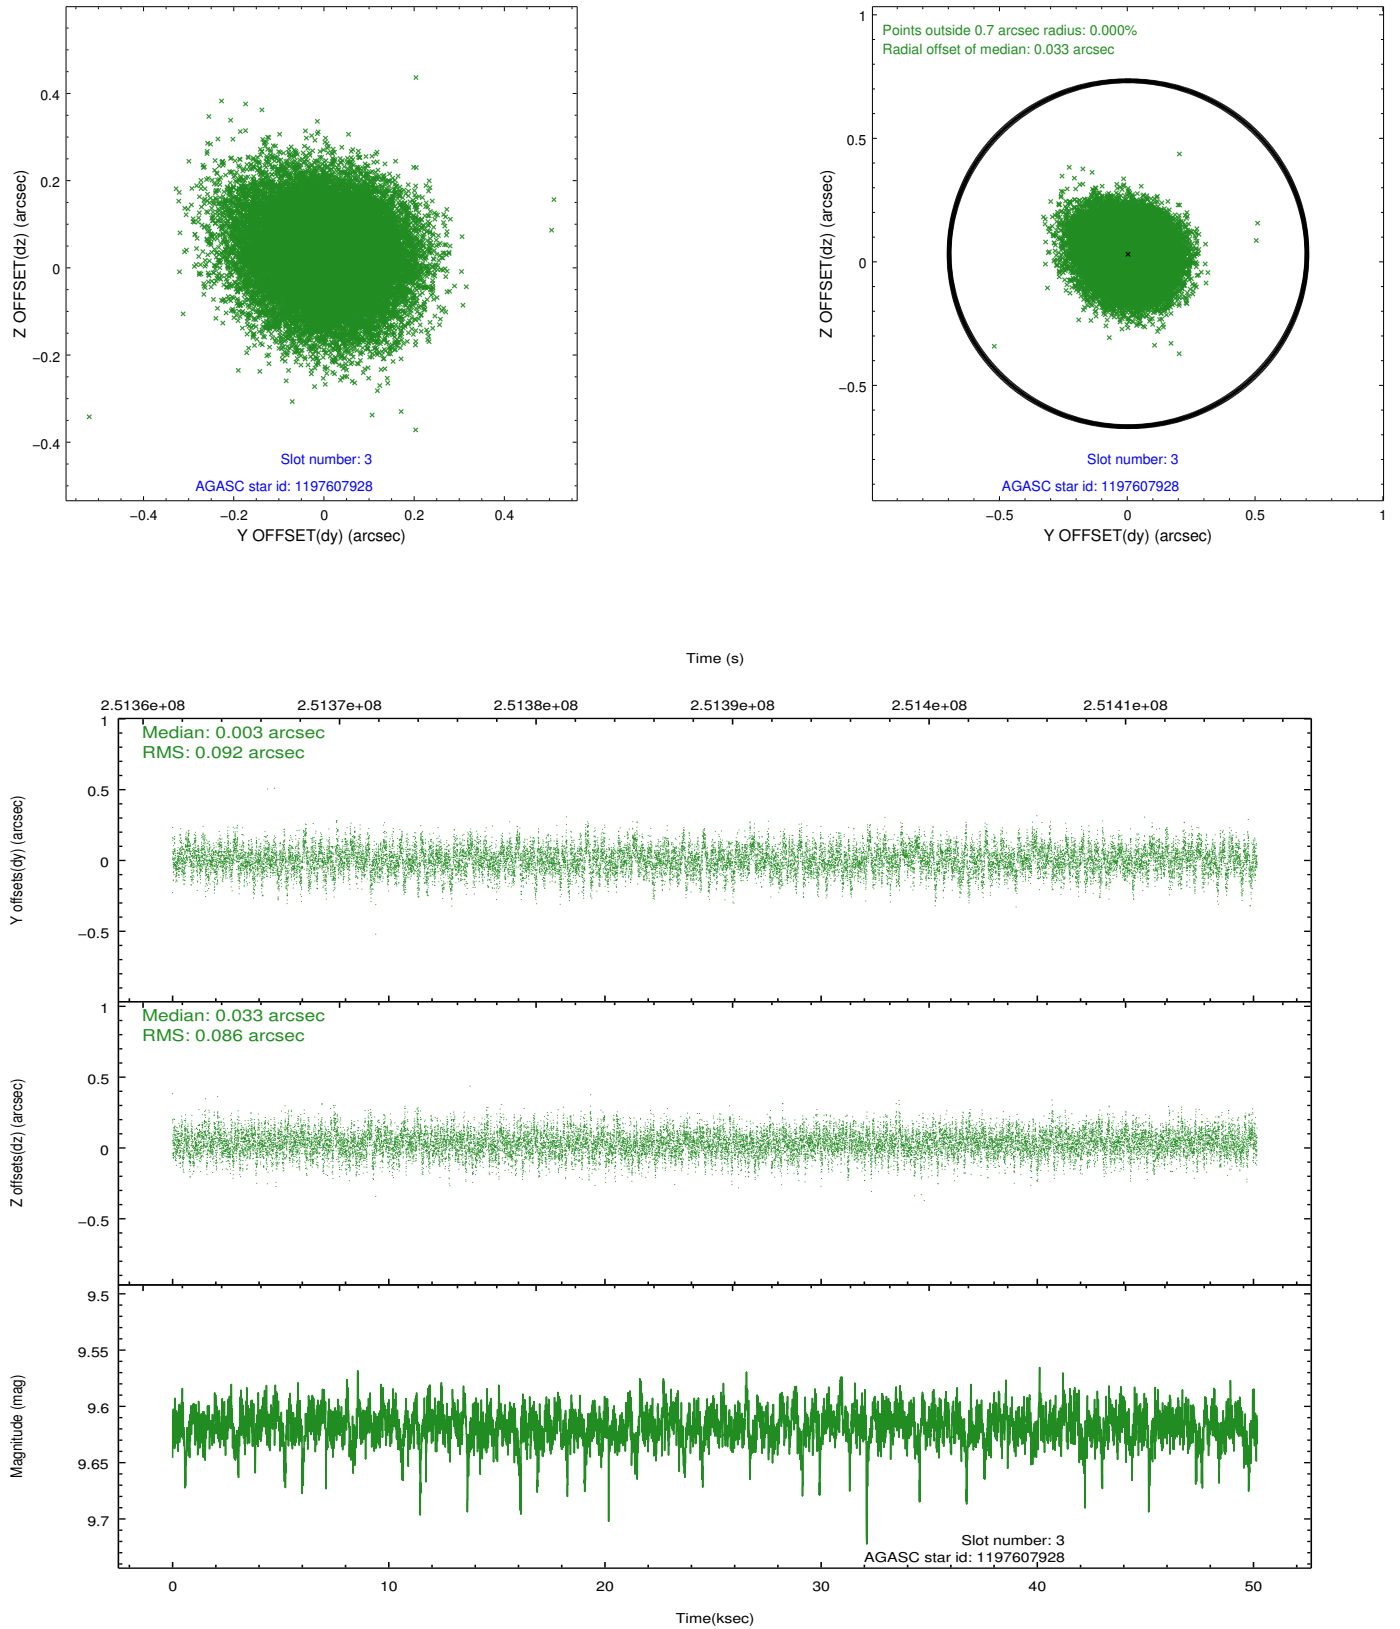 0.4
0.2
0
−0.2
−0.4
Z OFFSET(dz) (arcsec)
Slot number: 3
AGASC star id: 1197607928
−0.4 −0.2 0 0.2 0.4
Y OFFSET(dy) (arcsec)
Points outside 0.7 arcsec radius: 0.000%
Radial offset of median: 0.033 arcsec
1
0.5
0
−0.5
Z OFFSET(dz) (arcsec)
Slot number: 3
AGASC star id: 1197607928
−0.5 0 0.5 1
Y OFFSET(dy) (arcsec)
Time (s)
2.5136e+08 2.5137e+08 2.5138e+08 2.5139e+08 2.514e+08 2.5141e+08
Median: 0.003 arcsec
RMS: 0.092 arcsec
1
0.5
0
−0.5
Y offsets(dy) (arcsec)
Median: 0.033 arcsec
RMS: 0.086 arcsec
1
0.5
0
−0.5
Z offsets(dz) (arcsec)
9.5
9.55
9.6
9.65
9.7
Magnitude (mag)
Slot number: 3
AGASC star id: 1197607928
0 10 20 30 40 50
Time(ksec)